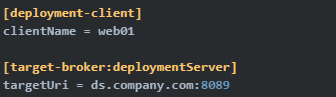 [deployment-client]
clientName = web01
[target-broker:deploymentServer]
targetUri = ds.company.com:8089